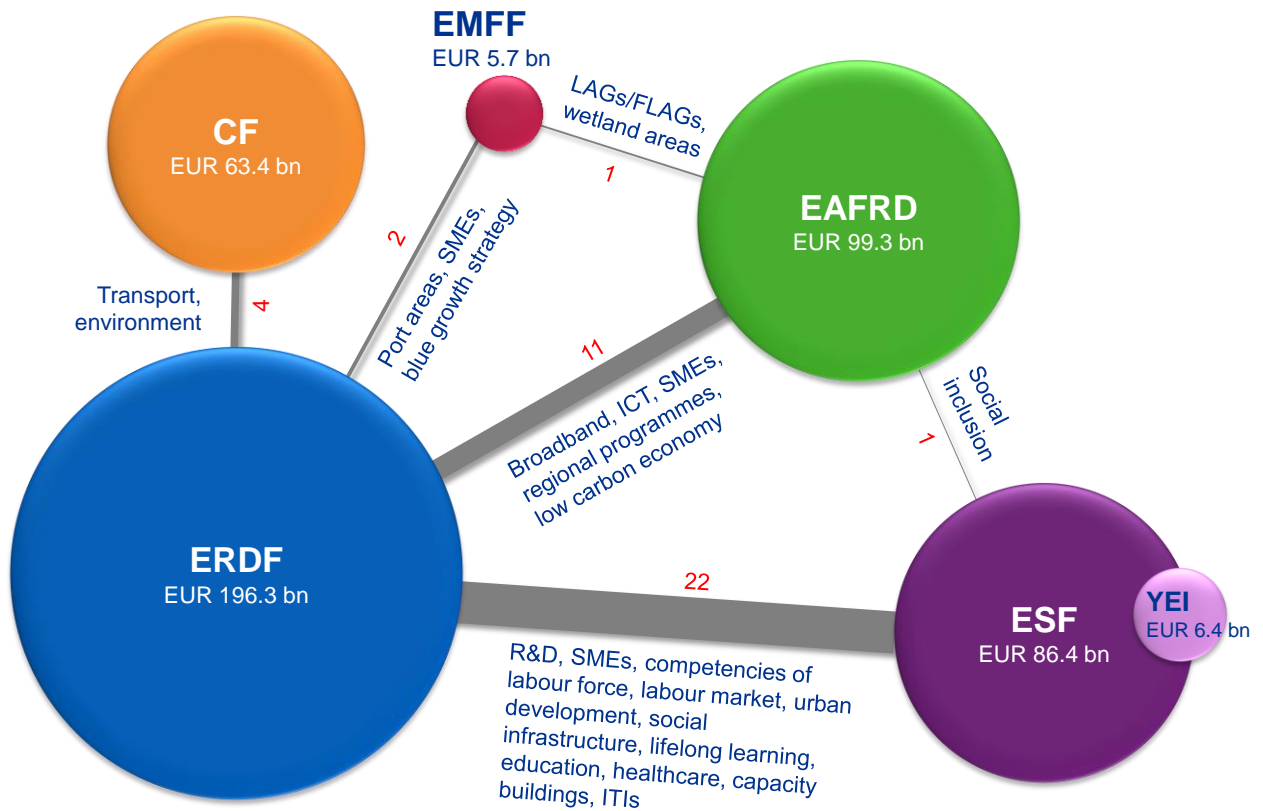 EMFF
EUR 5.7 bn
CF
EUR 63.4 bn
LAGs/FLAGs,
wetland areas
1
EAFRD
EUR 99.3 bn
2
Port areas, SMEs,
blue growth strategy
Transport,
environment
4
11
Broadband, ICT, SMEs,
regional programmes,
low carbon economy
Social
inclusion
1
ERDF
EUR 196.3 bn
22
R&D, SMEs, competencies of
labour force, labour market, urban
development, social
infrastructure, lifelong learning,
education, healthcare, capacity
buildings, ITIs
ESF
EUR 86.4 bn
YEI
EUR 6.4 bn